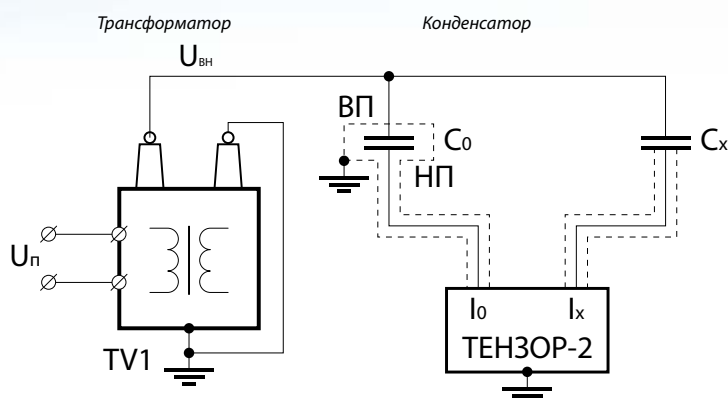 Трансформатор
Конденсатор
Uвн
ВП
C0
Cx
НП
Uп
I0
Ix
ТЕНЗОР-2
TV1